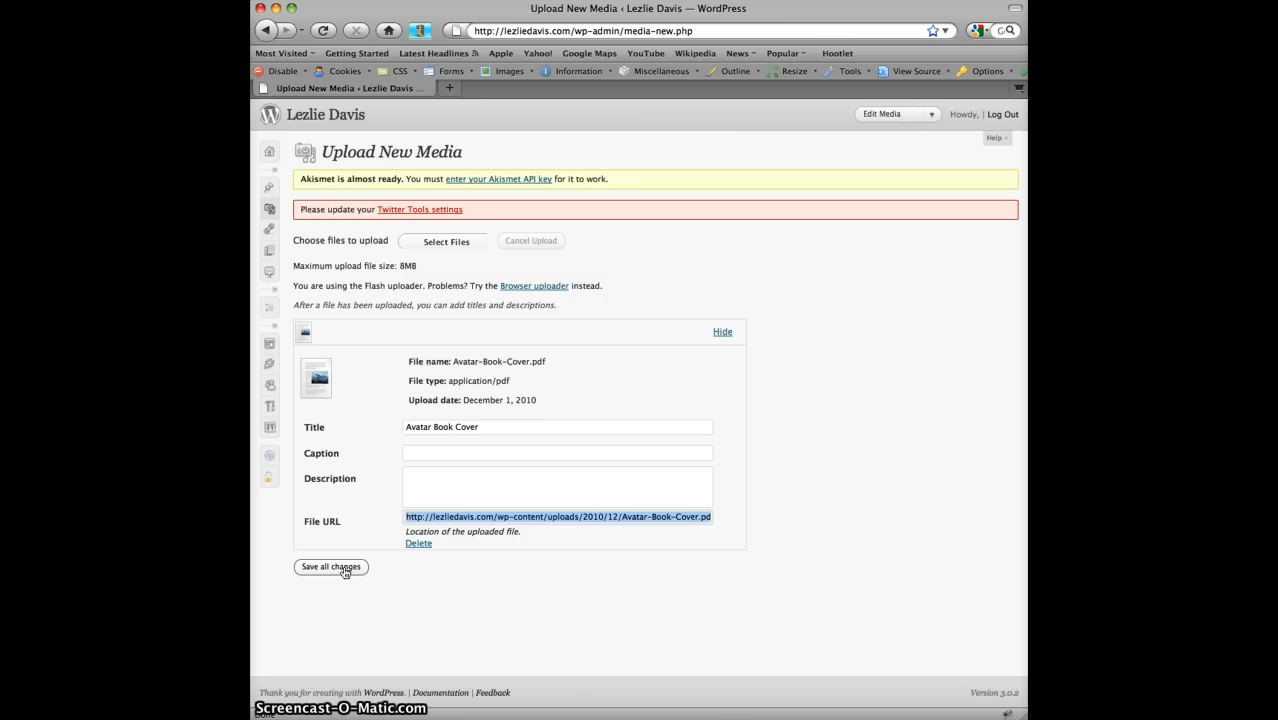 Upload New Media ‹ Lezlie Davis — WordPress
http://lezliedavis.com/wp-admin/media-new.php
Most Visited Getting Started Latest Headlines Apple Yahoo! Google Maps YouTube Wikipedia News Popular Hootlet
Disable Cookies CSS Forms Images Information Miscellaneous Outline Resize Tools View Source Options
Upload New Media ‹ Lezlie Davis ...
Lezlie Davis Edit Media Howdy, | Log Out
Help
Upload New Media
Akismet is almost ready. You must enter your Akismet API key for it to work.
Please update your Twitter Tools settings
Choose files to upload Select Files Cancel Upload
Maximum upload file size: 8MB
You are using the Flash uploader. Problems? Try the Browser uploader instead.
After a file has been uploaded, you can add titles and descriptions.
Hide
File name: Avatar-Book-Cover.pdf
File type: application/pdf
Upload date: December 1, 2010
Title Avatar Book Cover
Caption
Description
File URL http://lezliedavis.com/wp-content/uploads/2010/12/Avatar-Book-Cover.pd
Location of the uploaded file.
Delete
Save all changes
Thank you for creating with WordPress. | Documentation | Feedback Version 3.0.2
Screencast-O-Matic.com